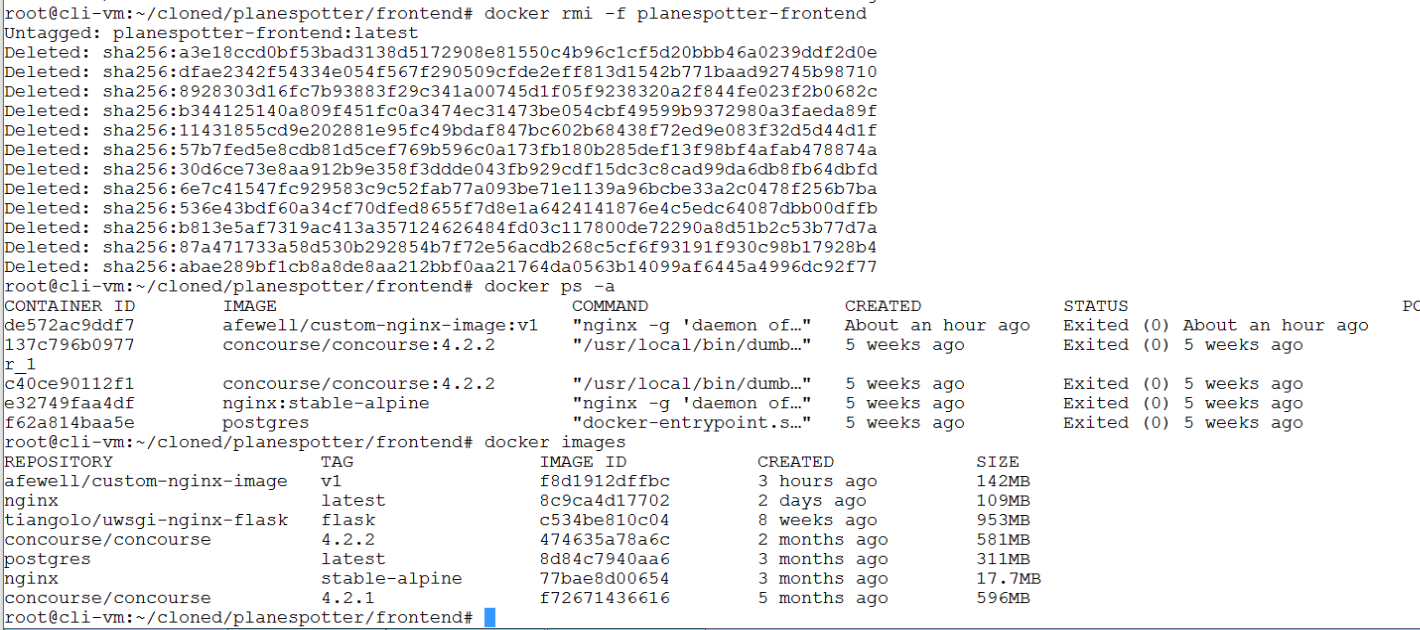 root@cli-vm:~/cloned/planespotter/frontend# docker rmi -f planespotter-frontend
Untagged: planespotter-frontend:latest
Deleted: sha256:a3e18ccd0bf53bad3138d5172908e81550c4b96c1cf5d20bbb46a0239ddf2d0e
Deleted: sha256:dfae2342f54334e054f567f290509cfde2eff813d1542b771baad92745b98710
Deleted: sha256:8928303d16fc7b93883f29c341a00745d1f05f9238320a2f844fe023f2b0682c
Deleted: sha256:b344125140a809f451fc0a3474ec31473be054cbf49599b9372980a3faeda89f
Deleted: sha256:11431855cd9e202881e95fc49bdaf847bc602b68438f72ed9e083f32d5d44d1f
Deleted: sha256:57b7fed5e8cdb81d5cef769b596c0a173fb180b285def13f98bf4afab478874a
Deleted: sha256:30d6ce73e8aa912b9e358f3ddde043fb929cdf15dc3c8cad99da6db8fb64dbfd
Deleted: sha256:6e7c41547fc929583c9c52fab77a093be71e1139a96bcbe33a2c0478f256b7ba
Deleted: sha256:536e43bdf60a34cf70dfed8655f7d8e1a6424141876e4c5edc64087dbb00dffb
Deleted: sha256:b813e5af7319ac413a357124626484fd03c117800de72290a8d51b2c53b77d7a
Deleted: sha256:87a471733a58d530b292854b7f72e56acdb268c5cf6f93191f930c98b17928b4
Deleted: sha256:abae289bf1cb8a8de8aa212bbf0aa21764da0563b14099af6445a4996dc92f77
root@cli-vm:~/cloned/planespotter/frontend# docker ps -a
CONTAINER ID IMAGE COMMAND CREATED STATUS PO
de572ac9ddf7 afewell/custom-nginx-image:v1 "nginx -g 'daemon of…" About an hour ago Exited (0) About an hour ago
137c796b0977 concourse/concourse:4.2.2 "/usr/local/bin/dumb…" 5 weeks ago Exited (0) 5 weeks ago
r_1
c40ce90112f1 concourse/concourse:4.2.2 "/usr/local/bin/dumb…" 5 weeks ago Exited (0) 5 weeks ago
e32749faa4df nginx:stable-alpine "nginx -g 'daemon of…" 5 weeks ago Exited (0) 5 weeks ago
f62a814baa5e postgres "docker-entrypoint.s…" 5 weeks ago Exited (0) 5 weeks ago
root@cli-vm:~/cloned/planespotter/frontend# docker images
REPOSITORY TAG IMAGE ID CREATED SIZE
afewell/custom-nginx-image v1 f8d1912dffbc 3 hours ago 142MB
nginx latest 8c9ca4d17702 2 days ago 109MB
tiangolo/uwsgi-nginx-flask flask c534be810c04 8 weeks ago 953MB
concourse/concourse 4.2.2 474635a78a6c 2 months ago 581MB
postgres latest 8d84c7940aa6 3 months ago 311MB
nginx stable-alpine 77bae8d00654 3 months ago 17.7MB
concourse/concourse 4.2.1 f72671436616 5 months ago 596MB
root@cli-vm:~/cloned/planespotter/frontend#